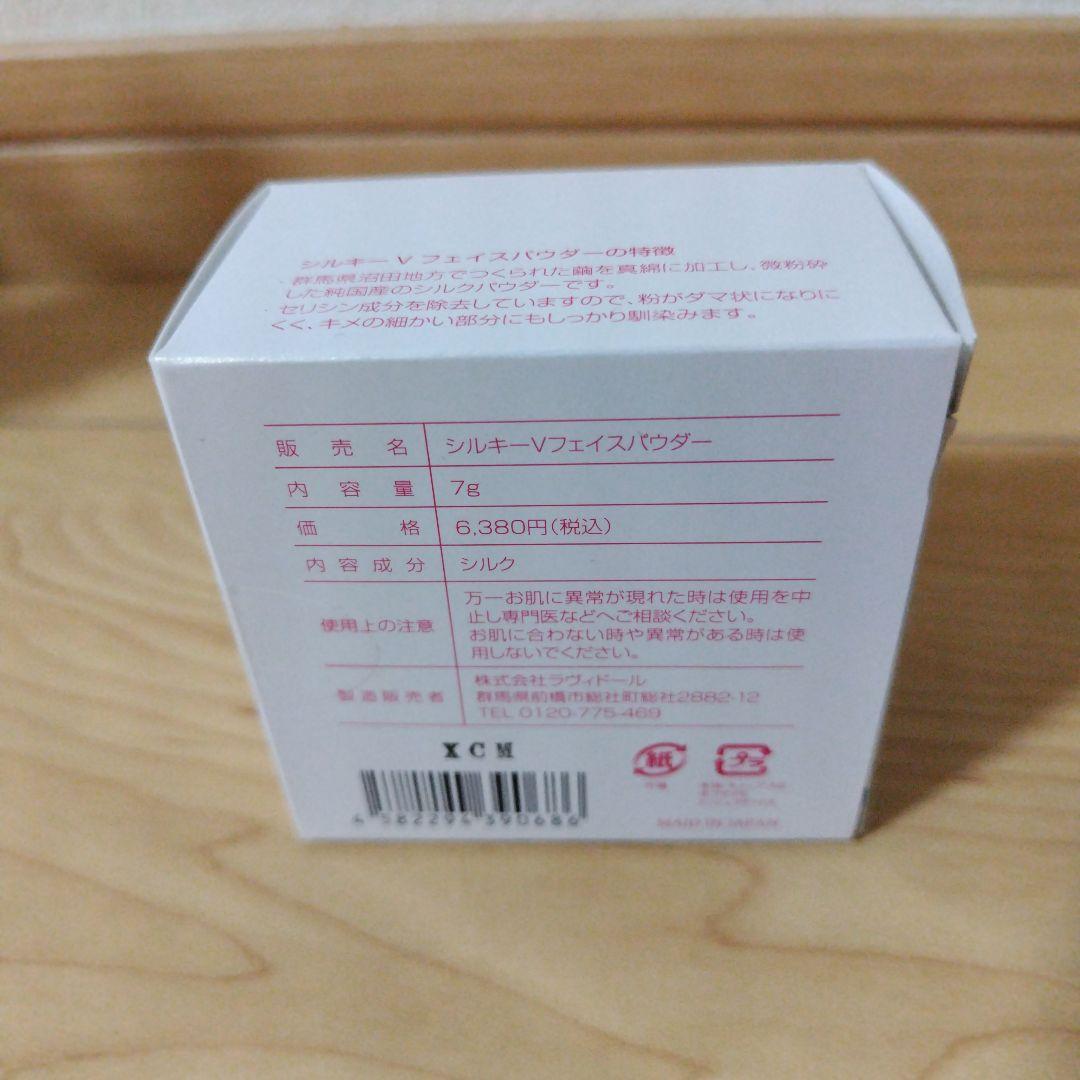 シルキー V フェイスパウダーの特徴
群馬県沼田地方でつくられた繭を真綿に加工し、微粉砕
した純国産のシルクパウダーです。
セリシン成分を除去していますので、粉がダマ状になりに
くく、キメの細かい部分にもしっかり馴染みます。
販売名 シルキーVフェイスパウダー
内容量 7g
価格 6,380円(税込)
内容成分 シルク
使用上の注意 万一お肌に異常が現れた時は使用を中
止し専門医などへご相談ください。
お肌に合わない時や異常がある時は使
用しないでください。
製造販売者 株式会社ラヴィドール
群馬県前橋市総社町総社2882-12
TEL 0120-775-469
XCM
紙
プラ
4 582294 390686
MADE IN JAPAN